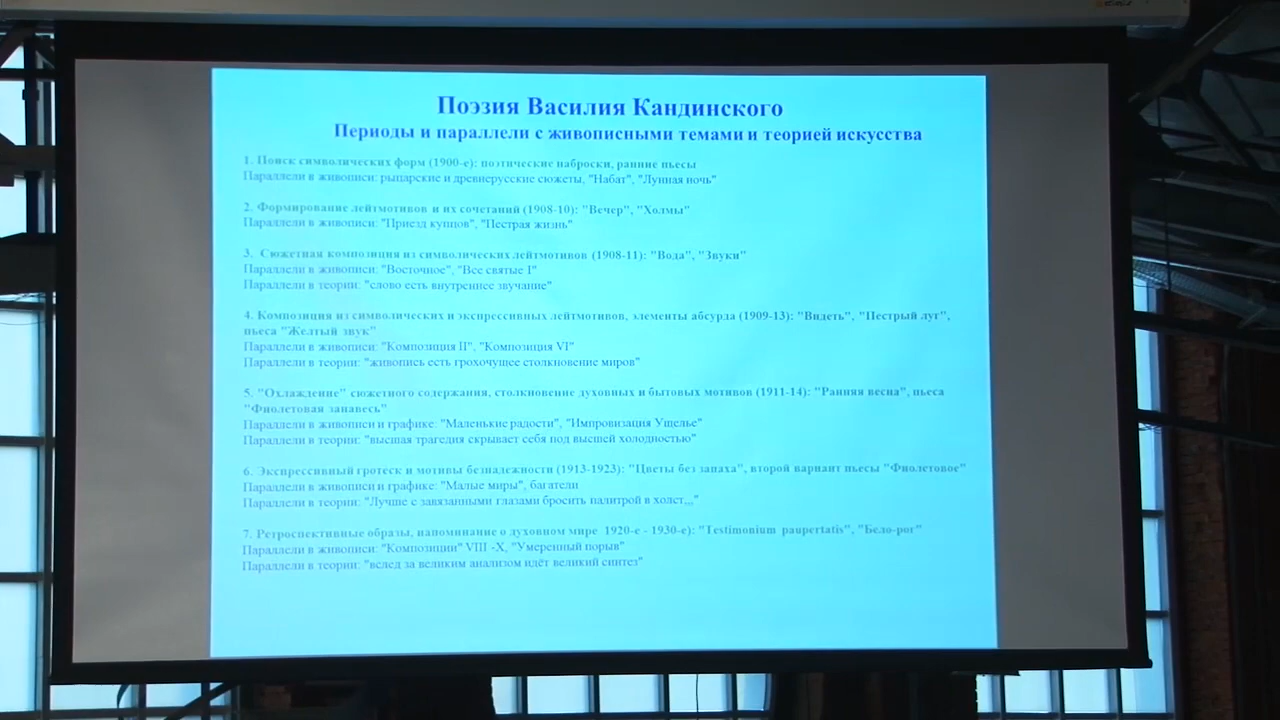 Поэзия Василия Кандинского
Периоды и параллели с живописными темами и теорией искусства
1. Поиск символических форм (1900-е): поэтические наброски, ранние пьесы
Параллели в живописи: рыцарские и древнерусские сюжеты, "Набат", "Лунная ночь"
2. Формирование лейтмотивов и их сочетаний (1908-10): "Вечер", "Холмы"
Параллели в живописи: "Приезд купцов", "Пестрая жизнь"
3. Сюжетная композиция из символических лейтмотивов (1908-11): "Вода", "Звуки"
Параллели в живописи: "Восточное", "Все святые I"
Параллели в теории: "слово есть внутреннее звучание"
4. Композиция из символических и экспрессивных лейтмотивов, элементы абсурда (1909-13): "Видеть", "Пестрый луг",
пьеса "Желтый звук"
Параллели в живописи: "Композиция II", "Композиция VI"
Параллели в теории: "живопись есть грохочущее столкновение миров"
5. "Охлаждение" сюжетного содержания, столкновение духовных и бытовых мотивов (1911-14): "Ранняя весна", пьеса
"Фиолетовая занавесь"
Параллели в живописи и графике: "Маленькие радости", "Импровизация Ущелье"
Параллели в теории: "высшая трагедия скрывает себя под высшей холодностью"
6. Экспрессивный гротеск и мотивы безнадежности (1913-1923): "Цветы без запаха", второй вариант пьесы "Фиолетовое"
Параллели в живописи и графике: "Малые миры", багатели
Параллели в теории: "Лучше с завязанными глазами бросить палитрой в холст,.."
7. Ретроспективные образы, напоминание о духовном мире 1920-е - 1930-е): "Testimonium paupertatis", "Бело-рог"
Параллели в живописи: "Композиции" VIII -X, "Умеренный порыв"
Параллели в теории: "вслед за великим анализом идёт великий синтез"